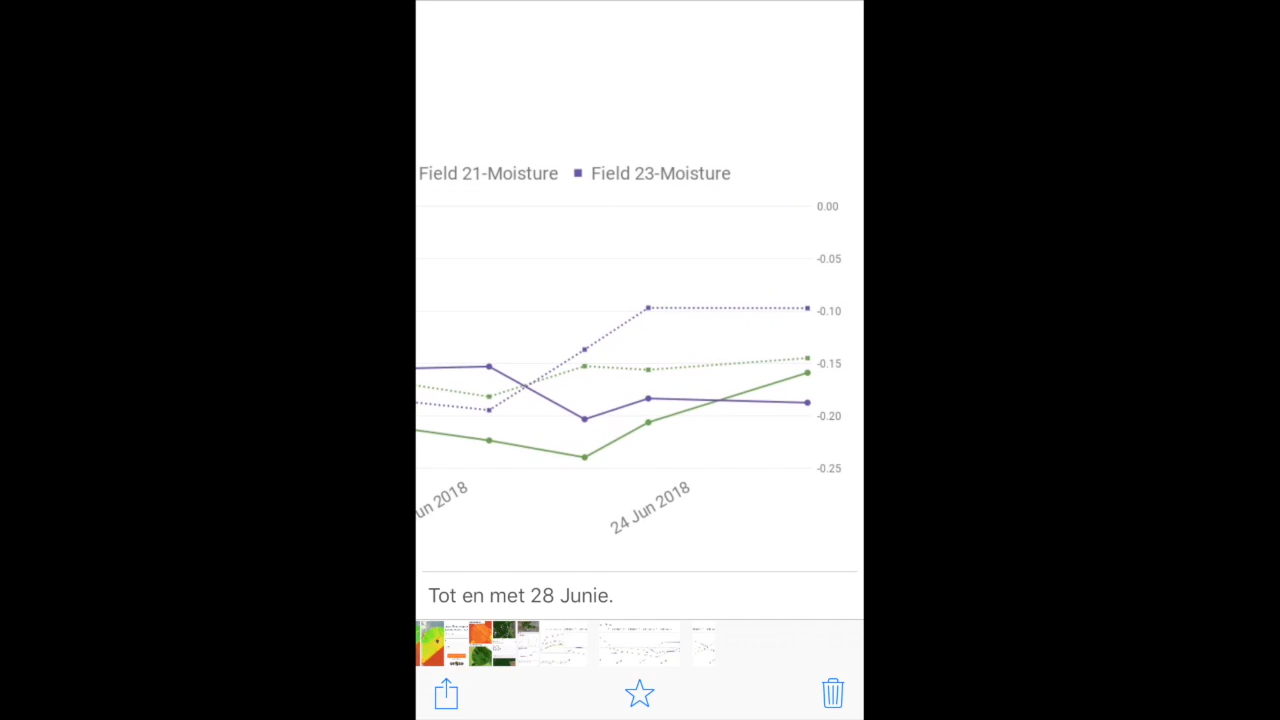 Field 21-Moisture Field 23-Moisture
0.00
-0.05
-0.10
-0.15
-0.20
-0.25
un 2018
24 Jun 2018
Tot en met 28 Junie.